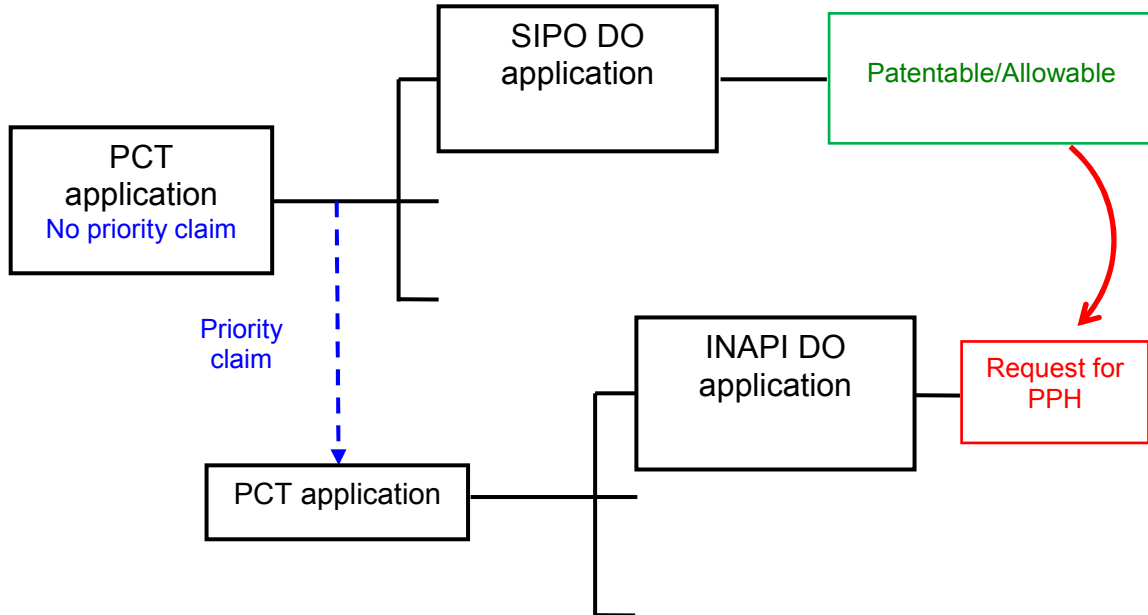 SIPO DO
application
Patentable/Allowable
PCT
application
No priority claim
Priority
claim
INAPI DO
application
Request for
PPH
PCT application